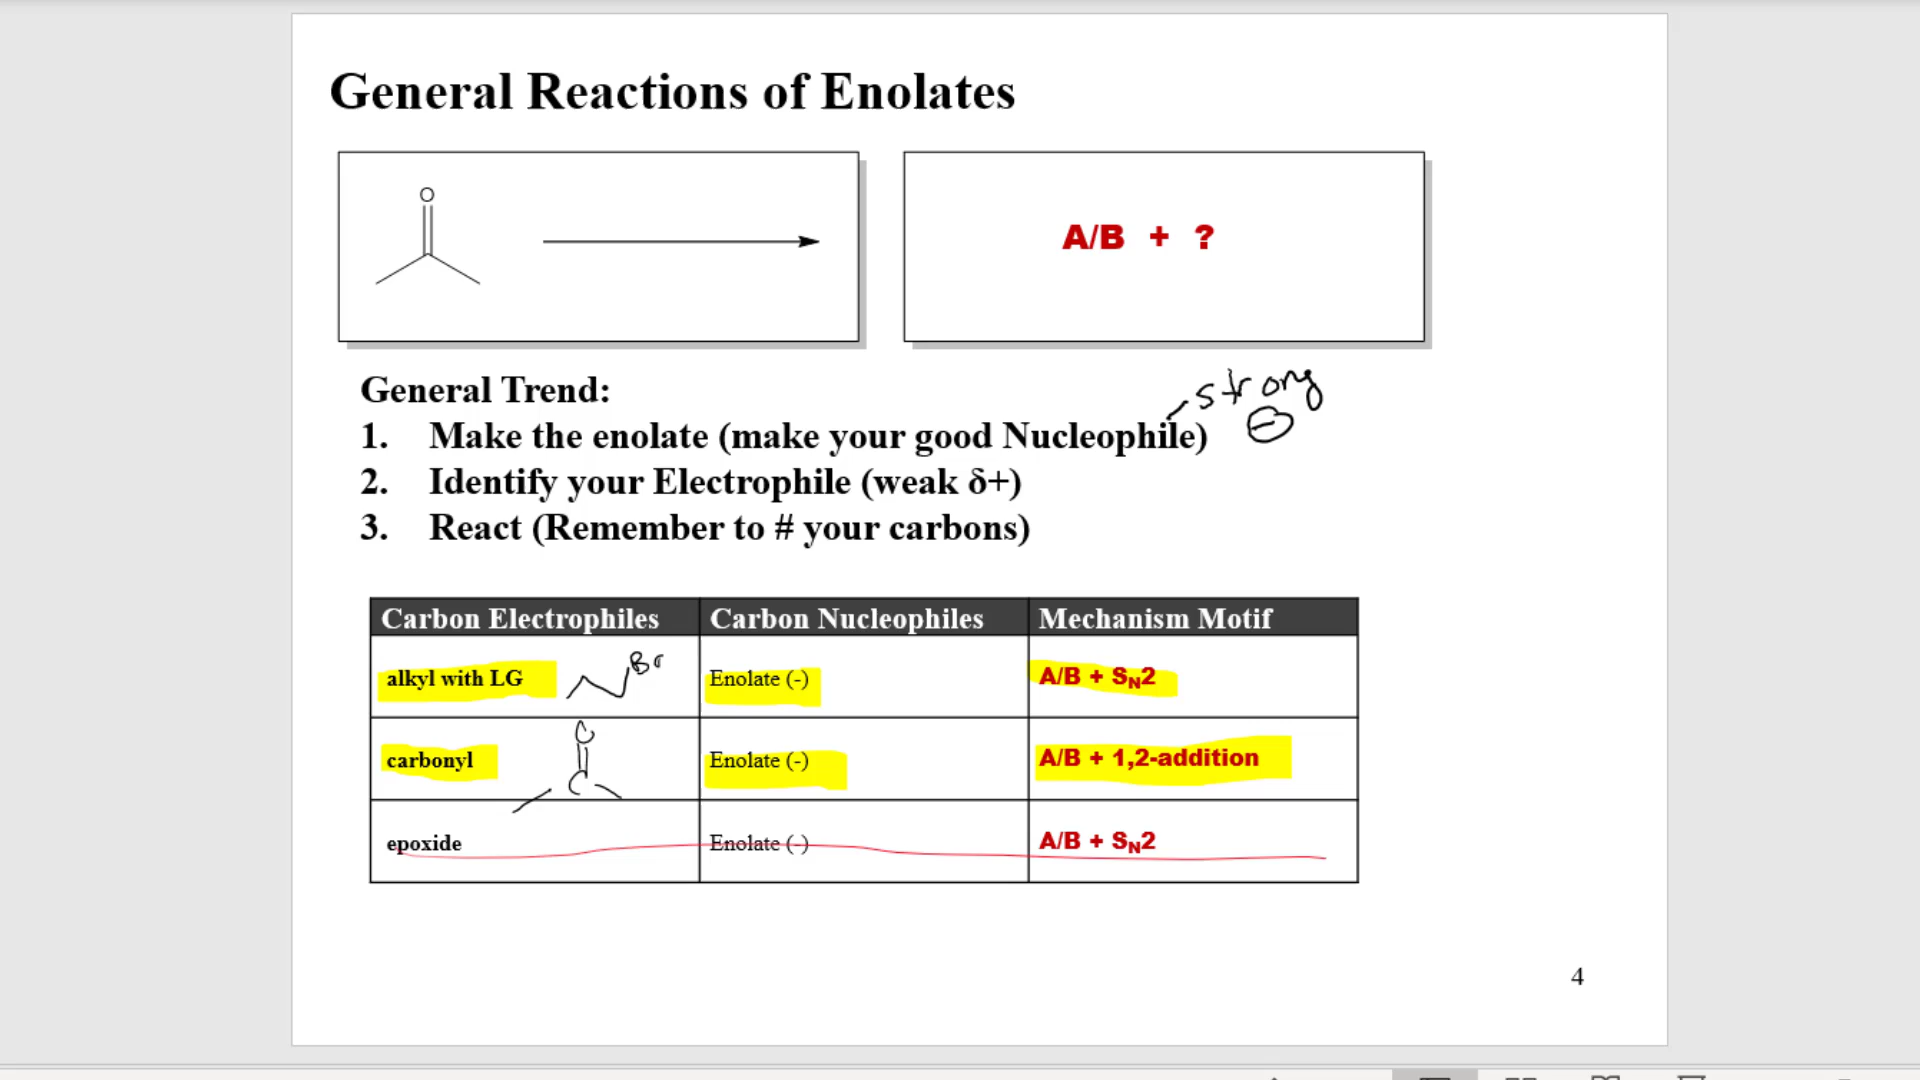 General Reactions of Enolates
O
A/B + ?
General Trend:
strong
1. Make the enolate (make your good Nucleophile)
2. Identify your Electrophile (weak δ+)
3. React (Remember to # your carbons)
Carbon Electrophiles Carbon Nucleophiles Mechanism Motif
alkyl with LG Br Enolate (-) A/B + SN2
carbonyl Enolate (-) A/B + 1,2-addition
C
epoxide Enolate (-) A/B + SN2
4